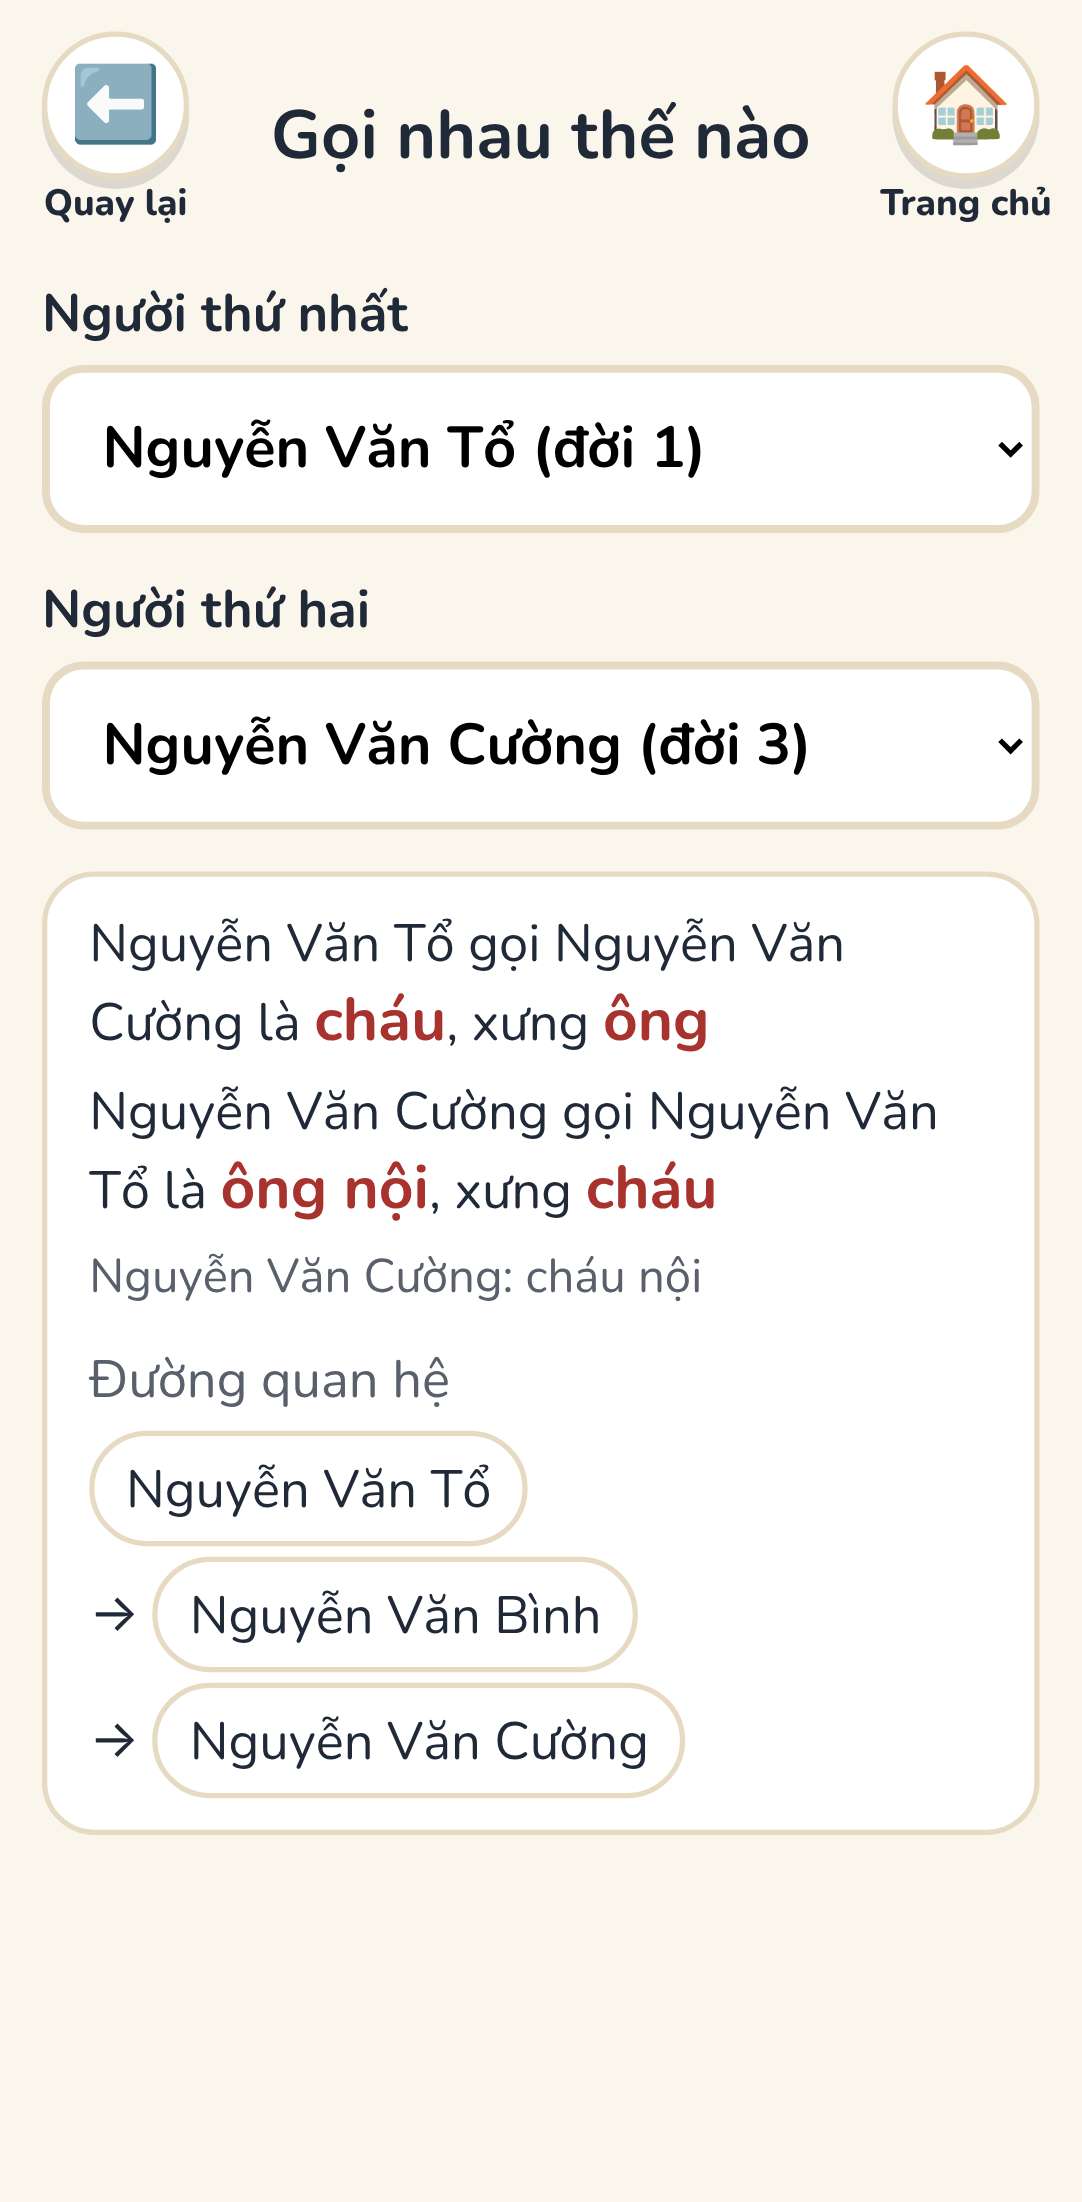 Gọi nhau thế nào
Quay lại
Trang chủ
Người thứ nhất
Nguyễn Văn Tổ (đời 1)
Người thứ hai
Nguyễn Văn Cường (đời 3)
Nguyễn Văn Tổ gọi Nguyễn Văn
Cường là cháu, xưng ông
Nguyễn Văn Cường gọi Nguyễn Văn
Tổ là ông nội, xưng cháu
Nguyễn Văn Cường: cháu nội
Đường quan hệ
Nguyễn Văn Tổ
→ Nguyễn Văn Bình
→ Nguyễn Văn Cường